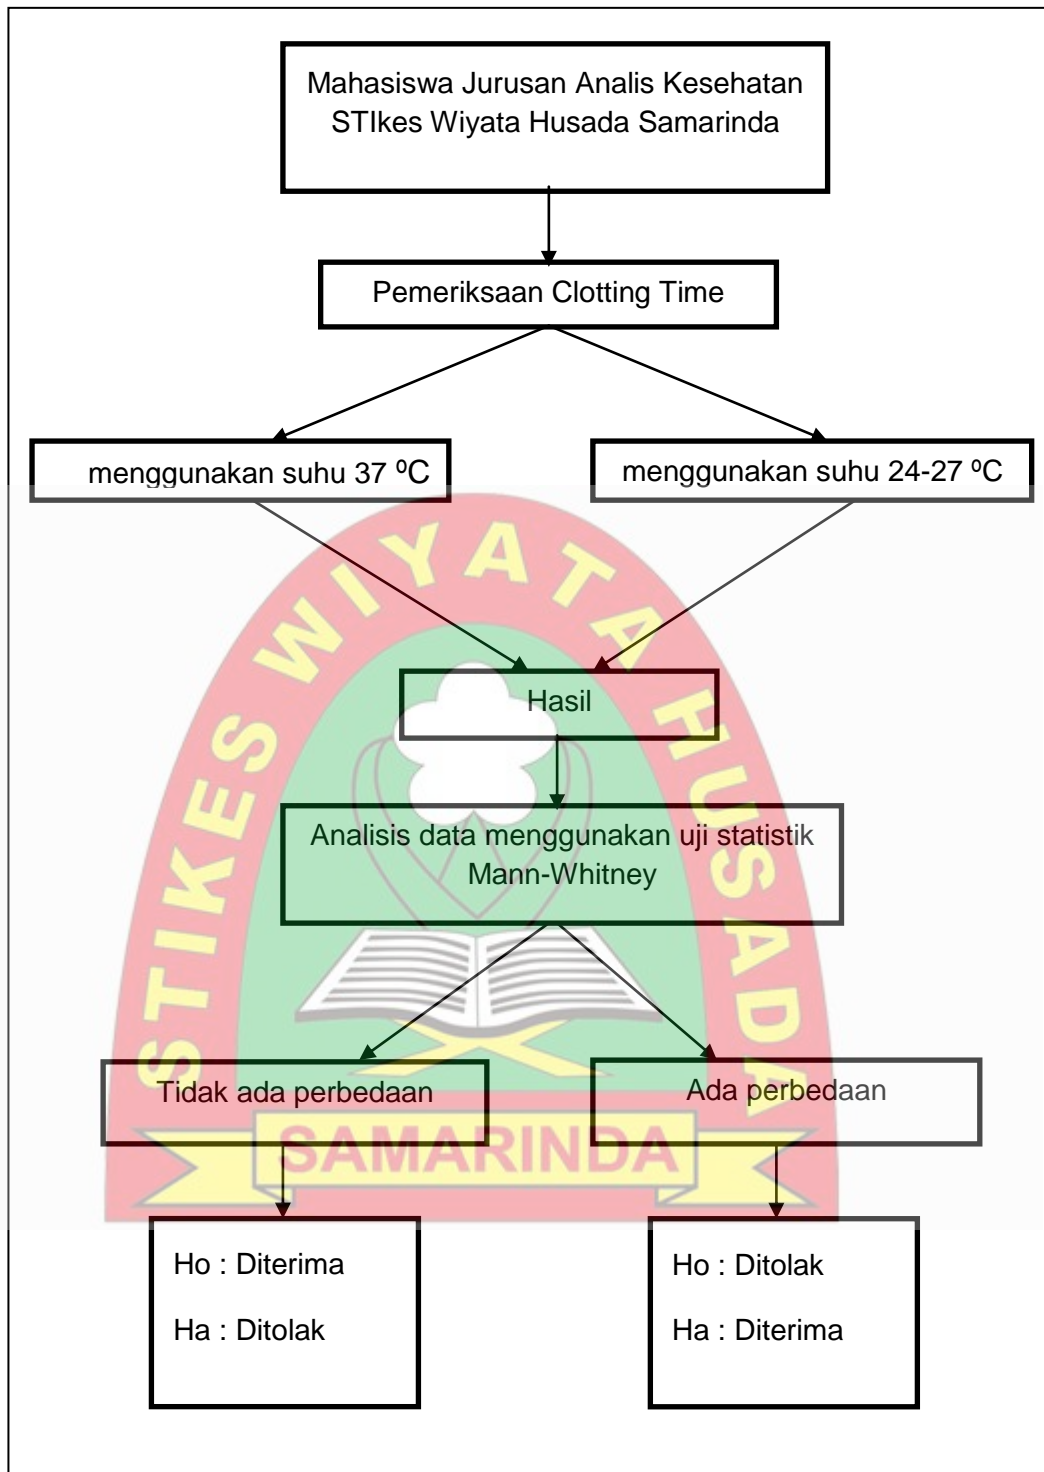 Mahasiswa Jurusan Analis Kesehatan
STIkes Wiyata Husada Samarinda
Pemeriksaan Clotting Time
menggunakan suhu 37 ºC
menggunakan suhu 24-27 ºC
STIKES WIYATA HUSADA
Hasil
Analisis data menggunakan uji statistik
Mann-Whitney
Tidak ada perbedaan
Ada perbedaan
SAMARINDA
Ho : Diterima
Ha : Ditolak
Ho : Ditolak
Ha : Diterima